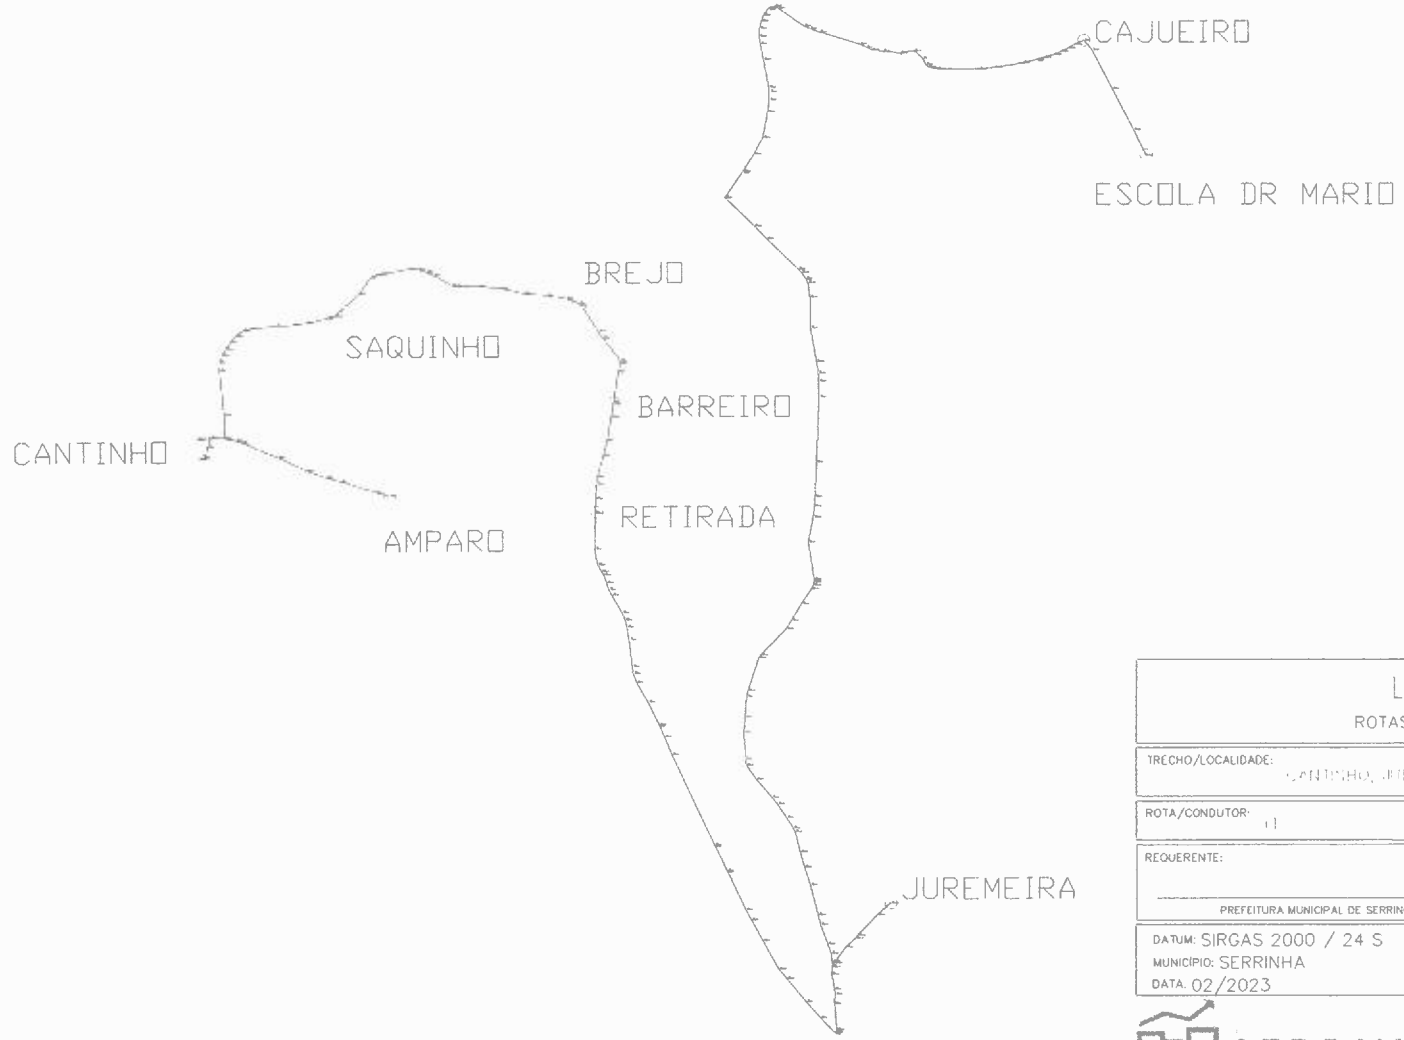 CAJUEIRO
ESCOLA DR MARIO
BREJO
SAQUINHO
BARREIRO
CANTINHO
RETIRADA
AMPARO
JUREMEIRA
ROTAS
TRECHO/LOCALIDADE:
CANTINHO,
ROTA/CONDUTOR:
REQUERENTE:
PREFEITURA MUNICIPAL DE SERRIN
DATUM: SIRGAS 2000 / 24 S
MUNICÍPIO: SERRINHA
DATA: 02/2023